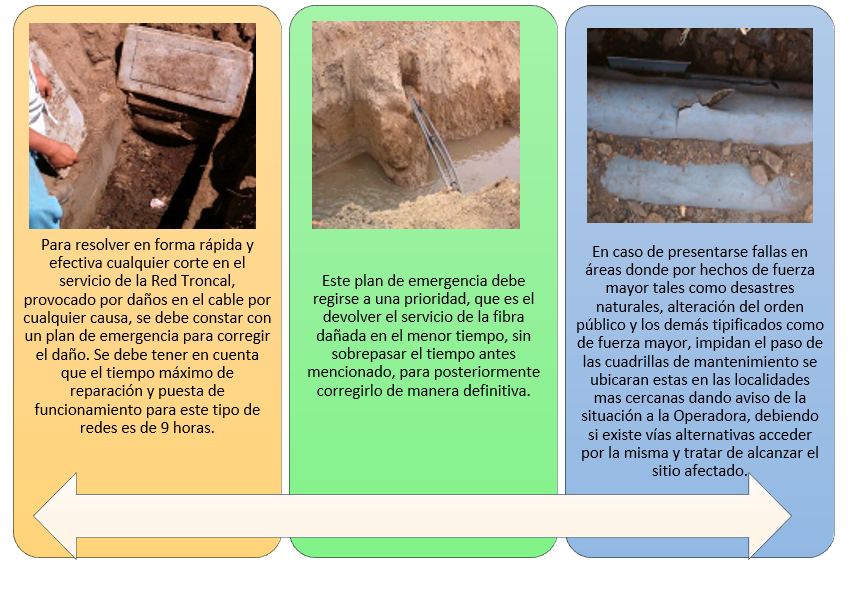 Para resolver en forma rápida y
efectiva cualquier corte en el
servicio de la Red Troncal,
provocado por daños en el cable por
cualquier causa, se debe constar con
un plan de emergencia para corregir
el daño. Se debe tener en cuenta
que el tiempo máximo de
reparación y puesta de
funcionamiento para este tipo de
redes es de 9 horas.
Este plan de emergencia debe
regirse a una prioridad, que es el
devolver el servicio de la fibra
dañada en el menor tiempo, sin
sobrepasar el tiempo antes
mencionado, para posteriormente
corregirlo de manera definitiva.
En caso de presentarse fallas en
áreas donde por hechos de fuerza
mayor tales como desastres
naturales, alteración del orden
público y los demás tipificados como
de fuerza mayor, impidan el paso de
las cuadrillas de mantenimiento se
ubicaran estas en las localidades
mas cercanas dando aviso de la
situación a la Operadora, debiendo
si existe vías alternativas acceder
por la misma y tratar de alcanzar el
sitio afectado.